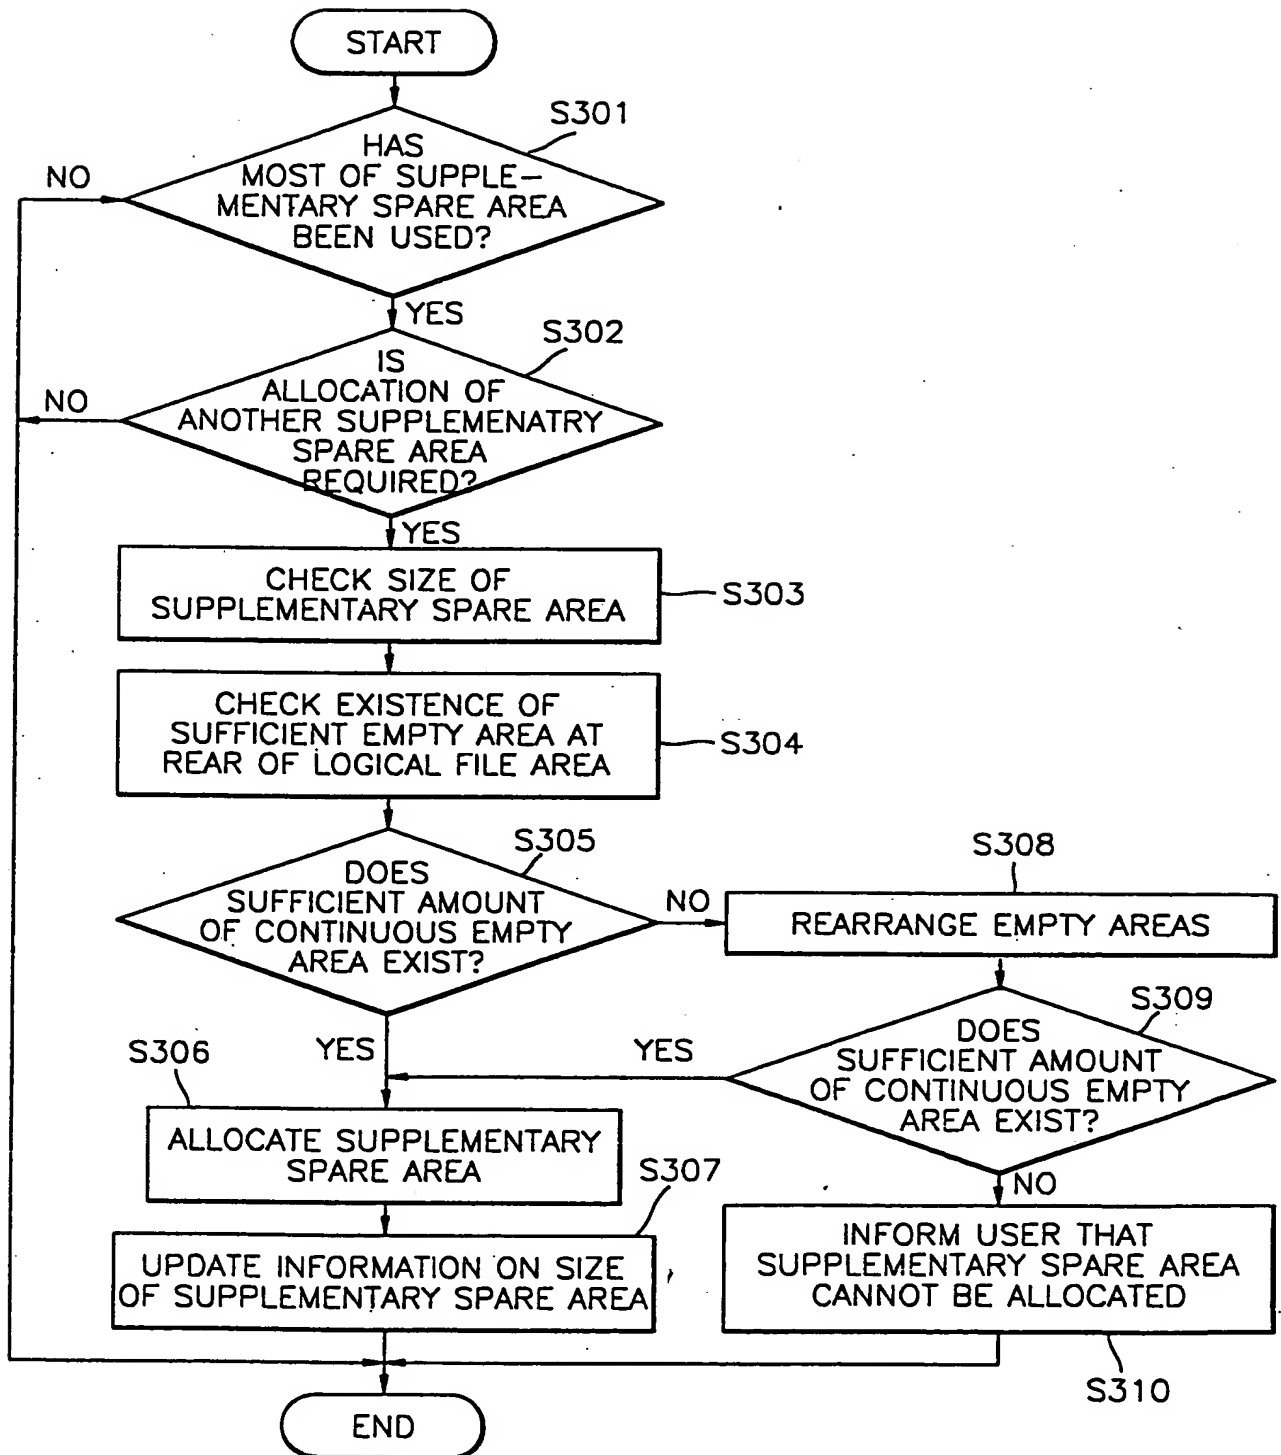 START
S301
HAS
MOST OF SUPPLE-
MENTARY SPARE AREA
BEEN USED?
NO
YES
S302
IS
ALLOCATION OF
ANOTHER SUPPLEMENATRY
SPARE AREA
REQUIRED?
NO
YES
CHECK SIZE OF
SUPPLEMENTARY SPARE AREA
S303
CHECK EXISTENCE OF
SUFFICIENT EMPTY AREA AT
REAR OF LOGICAL FILE AREA
S304
S305
DOES
SUFFICIENT AMOUNT
OF CONTINUOUS EMPTY
AREA EXIST?
NO
S308
REARRANGE EMPTY AREAS
S309
DOES
SUFFICIENT AMOUNT
OF CONTINUOUS EMPTY
AREA EXIST?
YES
YES
S306
ALLOCATE SUPPLEMENTARY
SPARE AREA
S307
UPDATE INFORMATION ON SIZE
OF SUPPLEMENTARY SPARE AREA
NO
INFORM USER THAT
SUPPLEMENTARY SPARE AREA
CANNOT BE ALLOCATED
S310
END